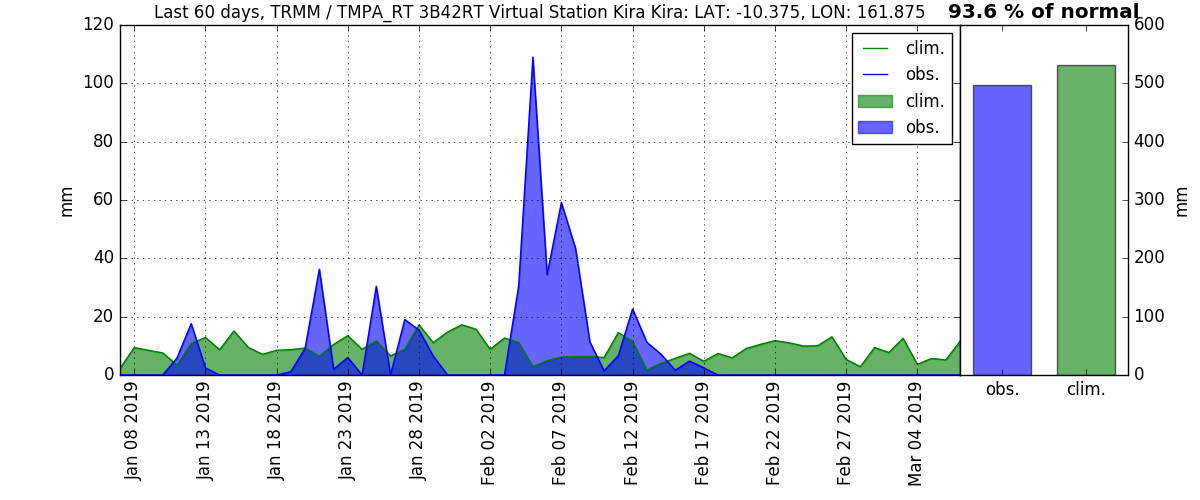 Last 60 days, TRMM / TMPA_RT 3B42RT Virtual Station Kira Kira: LAT: -10.375, LON: 161.875
93.6 % of normal
120
100
80
60
40
20
0
mm
clim.
obs.
clim.
obs.
600
500
400
300
200
100
0
mm
obs.
clim.
Jan 08 2019
Jan 13 2019
Jan 18 2019
Jan 23 2019
Jan 28 2019
Feb 02 2019
Feb 07 2019
Feb 12 2019
Feb 17 2019
Feb 22 2019
Feb 27 2019
Mar 04 2019